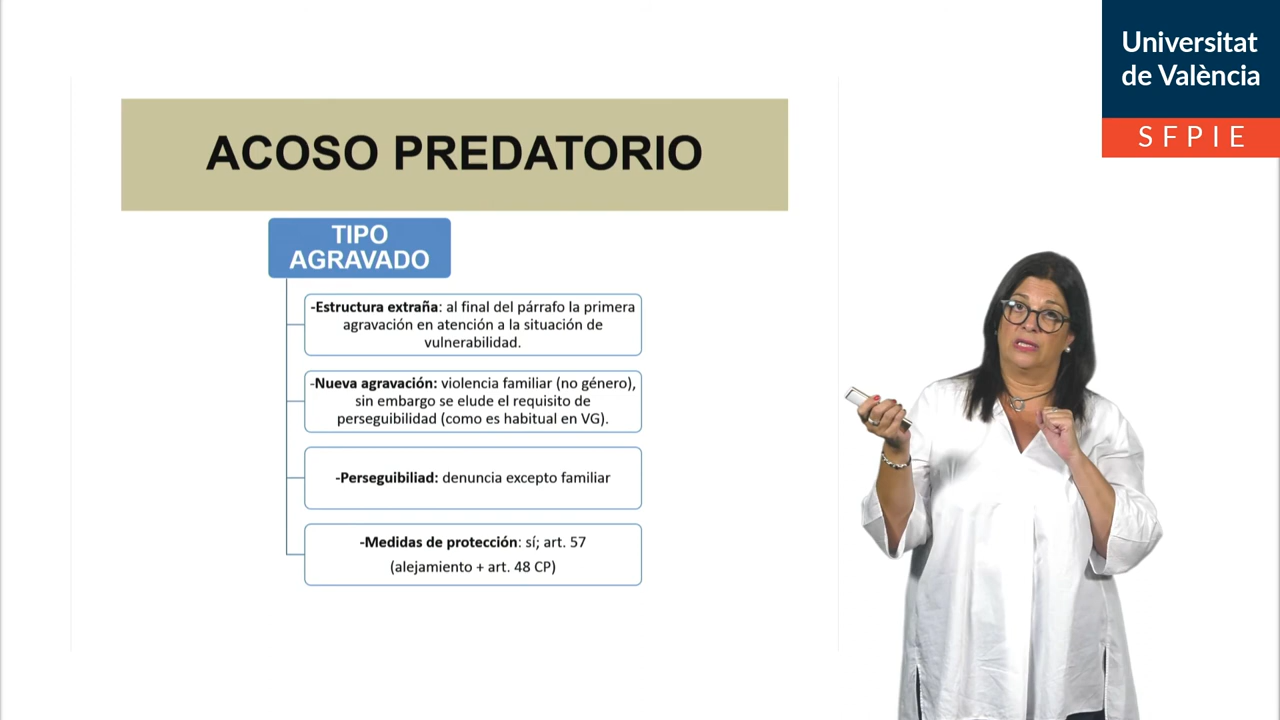 Universitat
de València
SFPIE
ACOSO PREDATORIO
TIPO
AGRAVADO
-Estructura extraña: al final del párrafo la primera
agravación en atención a la situación de
vulnerabilidad.
-Nueva agravación: violencia familiar (no género),
sin embargo se elude el requisito de
perseguibilidad (como es habitual en VG).
-Perseguibiliad: denuncia excepto familiar
-Medidas de protección: sí; art. 57
(alejamiento + art. 48 CP)